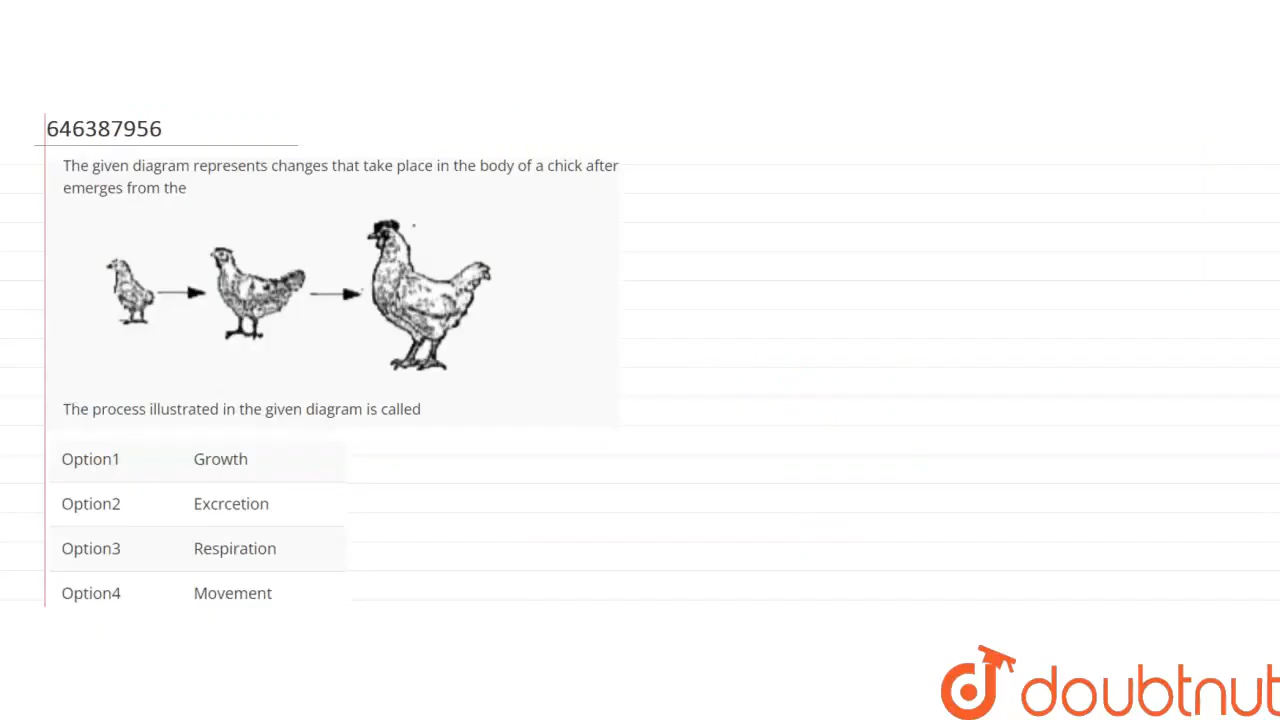 646387956
The given diagram represents changes that take place in the body of a chick after
emerges from the
The process illustrated in the given diagram is called
Option1 Growth
Option2 Excrcetion
Option3 Respiration
Option4 Movement
doubtnut